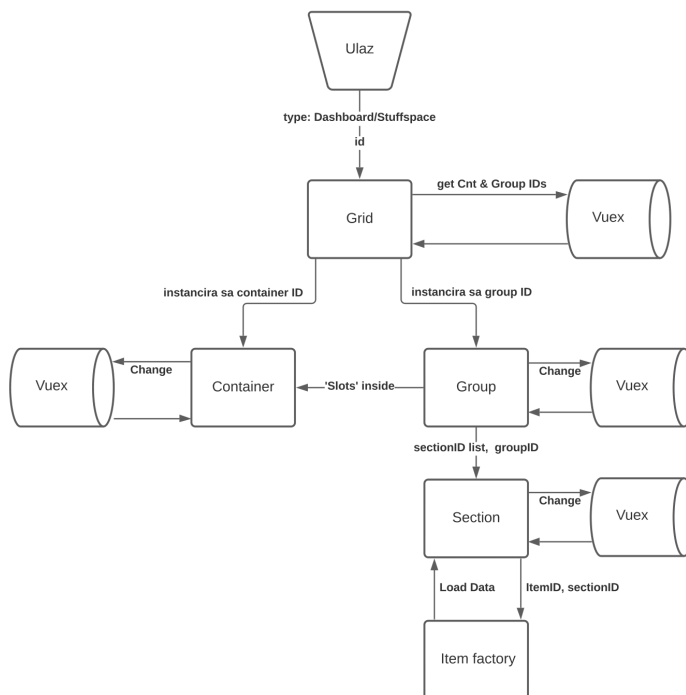 Ulaz
type: Dashboard/Stuffspace
id
get Cnt & Group IDs
Grid
Vuex
instancira sa container ID
instancira sa group ID
Vuex
Change
Container
'Slots' inside
Group
Change
Vuex
sectionID list,  groupID
Section
Change
Vuex
Load Data
ItemID, sectionID
Item factory